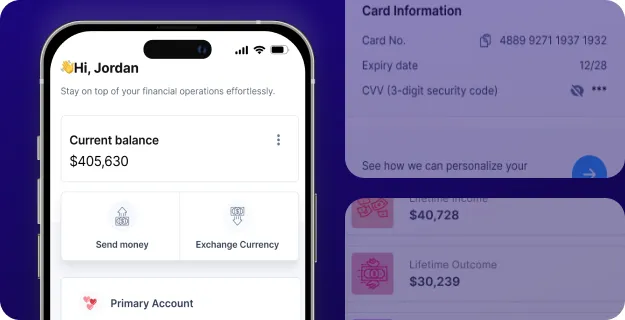 👋Hi, Jordan
Stay on top of your financial operations effortlessly.
Current balance
$405,630
Send money
Exchange Currency
Primary Account
Card Information
Card No. 4889 9271 1937 1932
Expiry date 12/28
CVV (3-digit security code) ***
See how we can personalize your
Lifetime Income
$40,728
Lifetime Outcome
$30,239